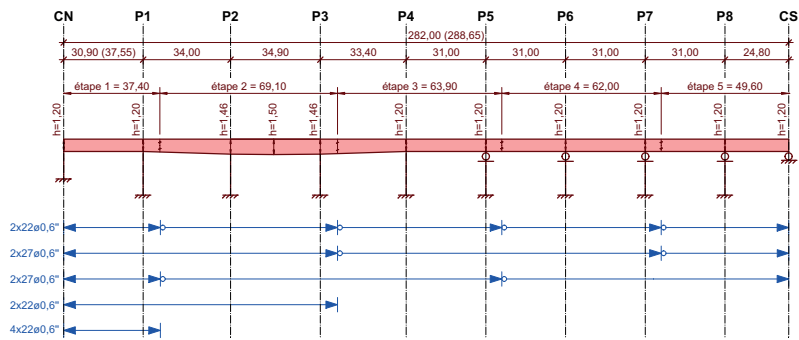 CN P1 P2 P3 P4 P5 P6 P7 P8 CS
282,00 (288,65)
30,90 (37,55) 34,00 34,90 33,40 31,00 31,00 31,00 31,00 24,80
étape 1 = 37,40 étape 2 = 69,10 étape 3 = 63,90 étape 4 = 62,00 étape 5 = 49,60
h=1,20 h=1,20 h=1,46 h=1,50 h=1,46 h=1,20 h=1,20 h=1,20 h=1,20 h=1,20 h=1,20
2x22ø0,6"
2x27ø0,6"
2x27ø0,6"
2x22ø0,6"
4x22ø0,6"